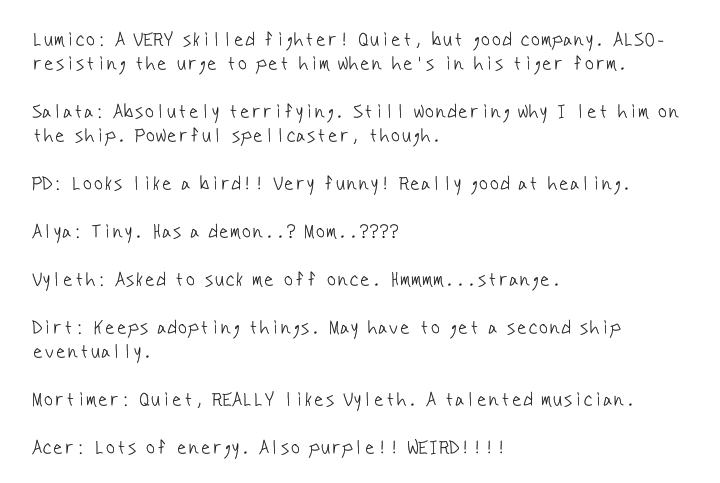 Lumico: A VERY skilled fighter! Quiet, but good company. ALSO-
resisting the urge to pet him when he's in his tiger form.
Salata: Absolutely terrifying. Still wondering why I let him on
the ship. Powerful spellcaster, though.
PD: Looks like a bird!! Very funny! Really good at healing.
Alya: Tiny. Has a demon..? Mom..????
Vyleth: Asked to suck me off once. Hmmmm...strange.
Dirt: Keeps adopting things. May have to get a second ship
eventually.
Mortimer: Quiet, REALLY likes Vyleth. A talented musician.
Acer: Lots of energy. Also purple!! WEIRD!!!!